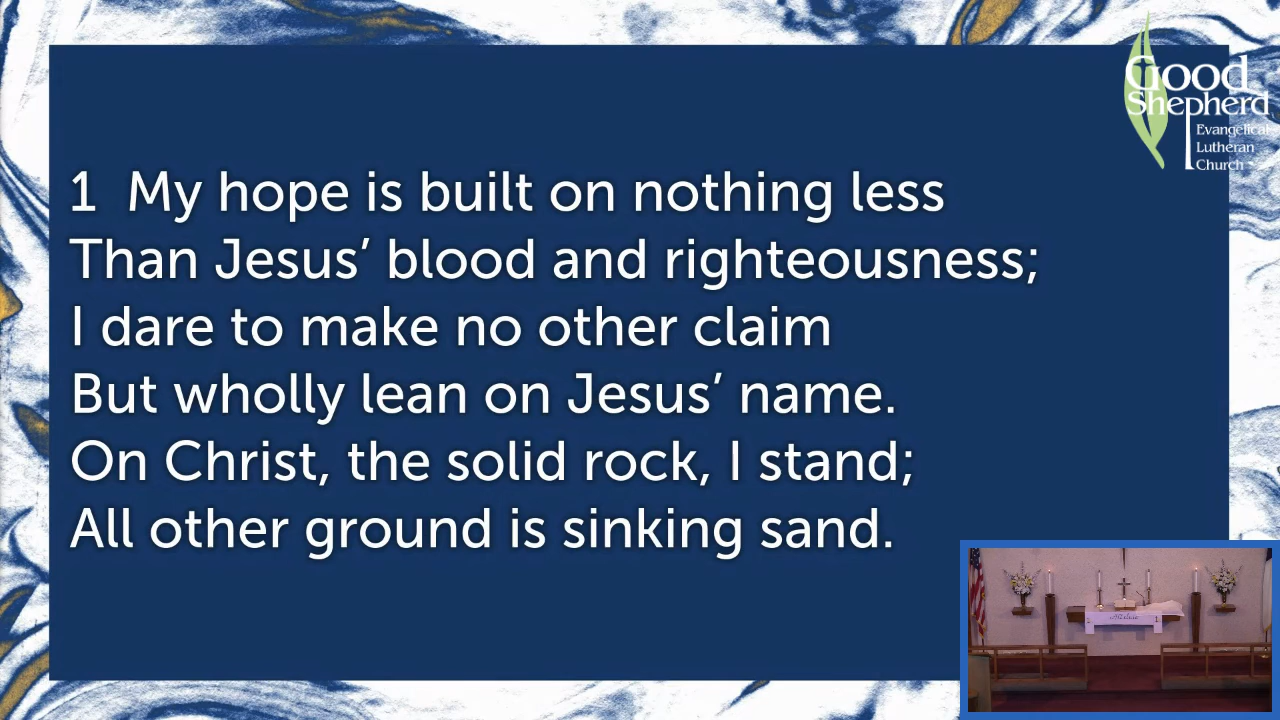 Good
Shepherd
Evangelical
Lutheran
Church
1 My hope is built on nothing less
Than Jesus’ blood and righteousness;
I dare to make no other claim
But wholly lean on Jesus’ name.
On Christ, the solid rock, I stand;
All other ground is sinking sand.
Alleluia